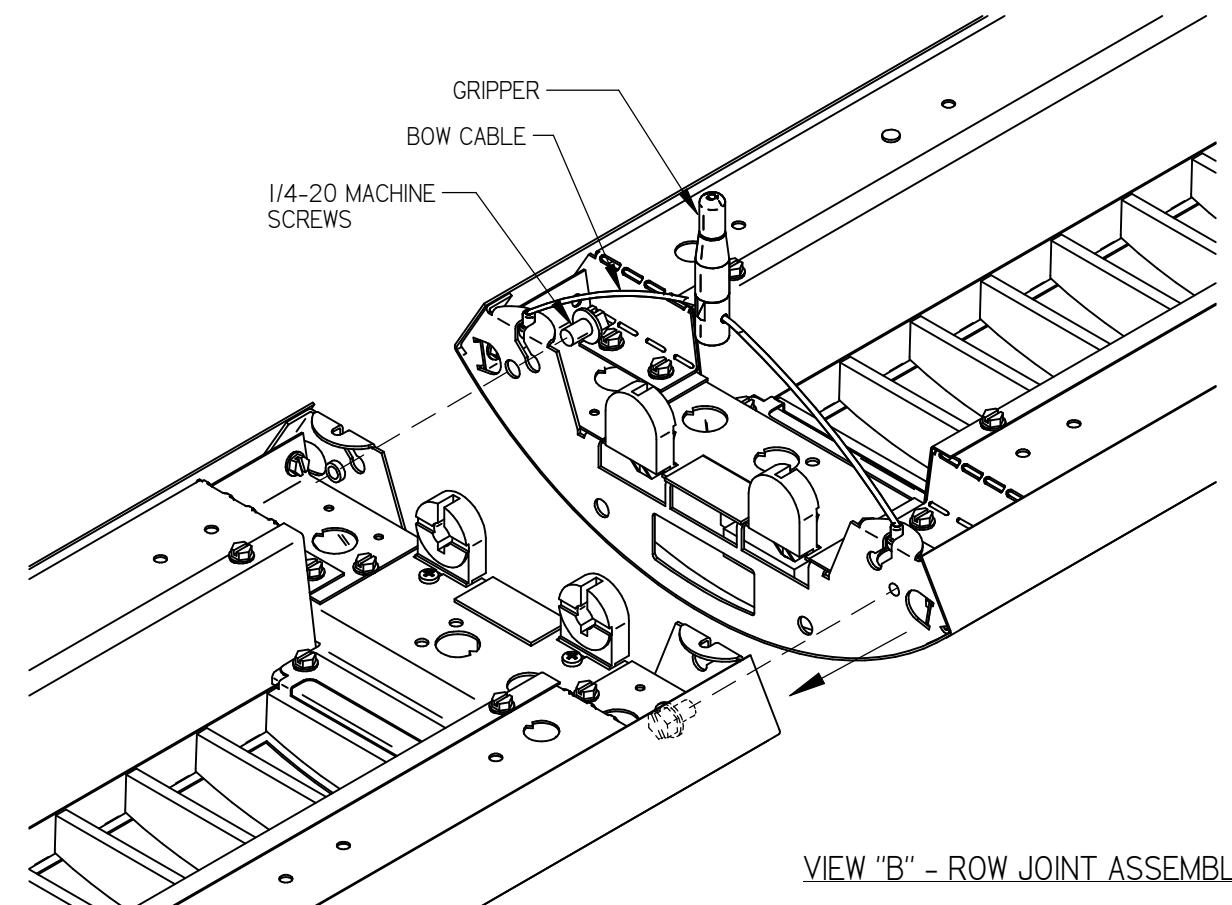 GRIPPER
BOW CABLE
1/4-20 MACHINE
SCREWS
VIEW "B" - ROW JOINT ASSEMBL